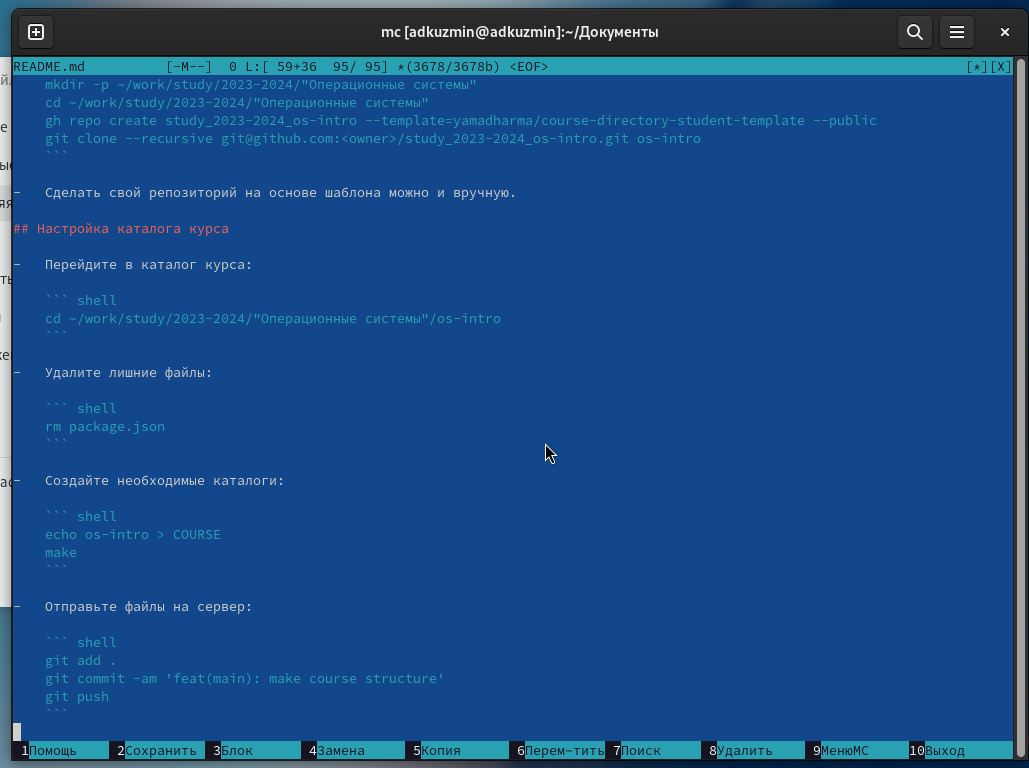 mc [adkuzmin@adkuzmin]:~/Документы
README.md [-M--] 0 L:[ 59+36 95/ 95] *(3678/3678b) <EOF> [*][X]
mkdir -p ~/work/study/2023-2024/"Операционные системы"
cd ~/work/study/2023-2024/"Операционные системы"
gh repo create study_2023-2024_os-intro --template=yamadharma/course-directory-student-template --public
git clone --recursive git@github.com:<owner>/study_2023-2024_os-intro.git os-intro
```
- Сделать свой репозиторий на основе шаблона можно и вручную.
## Настройка каталога курса
- Перейдите в каталог курса:
``` shell
cd ~/work/study/2023-2024/"Операционные системы"/os-intro
```
- Удалите лишние файлы:
``` shell
rm package.json
```
- Создайте необходимые каталоги:
``` shell
echo os-intro > COURSE
make
```
- Отправьте файлы на сервер:
``` shell
git add .
git commit -am 'feat(main): make course structure'
git push
```
1Помощь 2Сохранить 3Блок 4Замена 5Копия 6Перем~тить 7Поиск 8Удалить 9МенюMC 10Выход